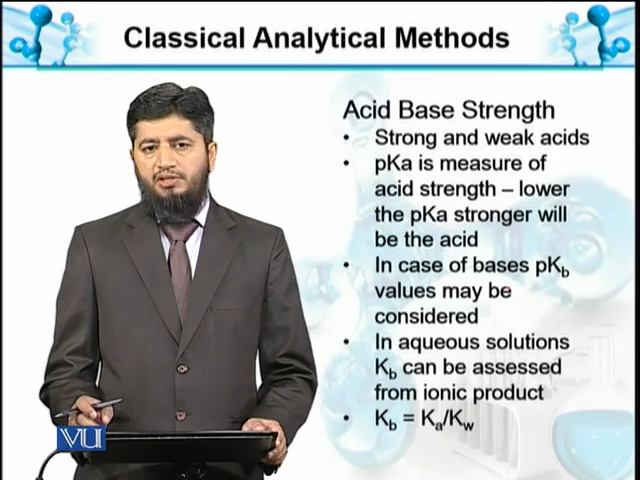 Classical Analytical Methods
Acid Base Strength
• Strong and weak acids
• pKa is measure of
acid strength – lower
the pKa stronger will
be the acid
• In case of bases pKb
values may be
considered
• In aqueous solutions
Kb can be assessed
from ionic product
• Kb = Ka/Kw
VU